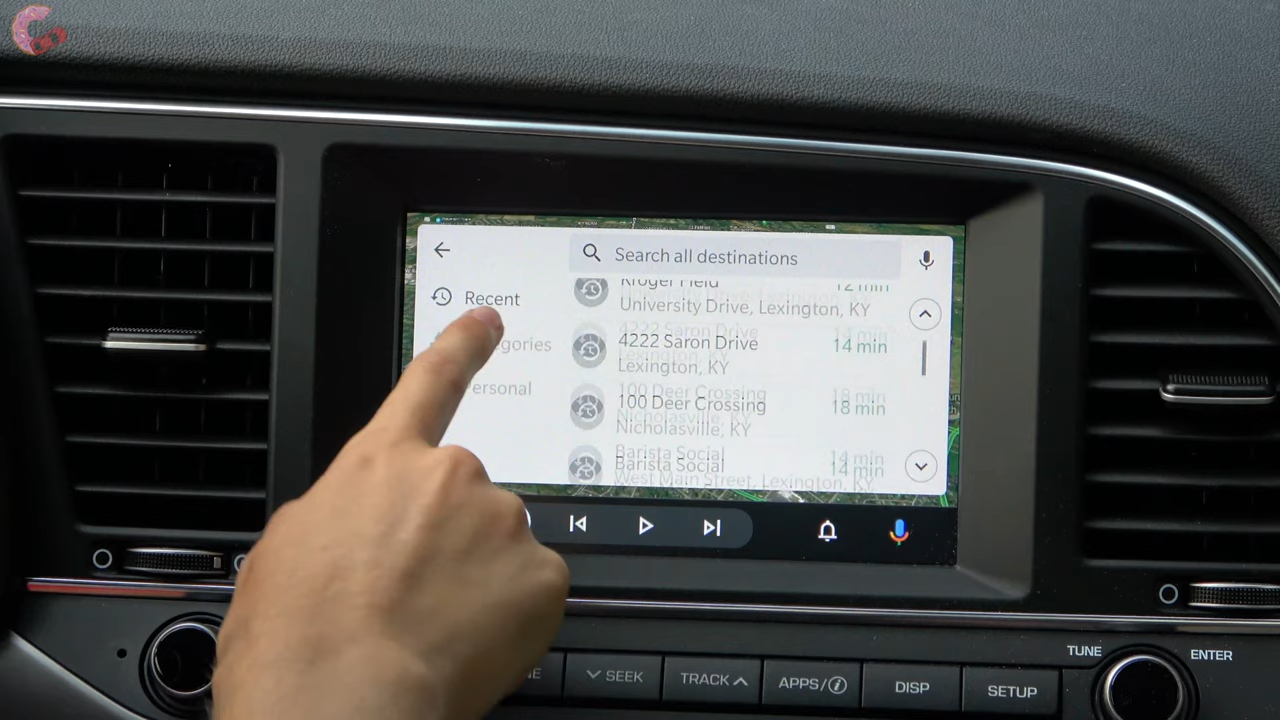 Search all destinations
Recent
Kroger Field 12 min
University Drive, Lexington, KY
4222 Saron Drive 14 min
Lexington, KY
100 Deer Crossing 18 min
Nicholasville, KY
Barista Social 14 min
West Main Street, Lexington, KY
TUNE
ENTER
SEEK
TRACK
APPS/i
DISP
SETUP